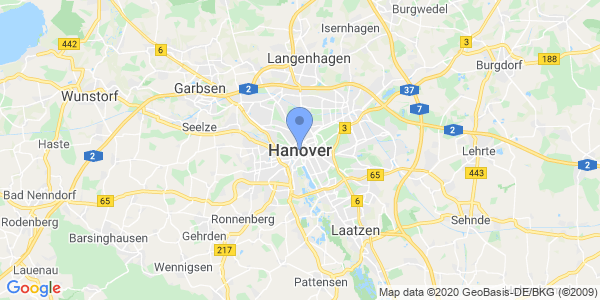 Burgwedel
Isernhagen
442
6
3
Langenhagen
188
Burgdorf
Garbsen
2
37
Wunstorf
7
Seelze
3
2
Haste
Hanover
Lehrte
2
2
65
443
Bad Nenndorf
65
6
Rodenberg
Ronnenberg
Sehnde
Barsinghausen
Gehrden
Laatzen
217
Wennigsen
Lauenau
Pattensen
Google
Map data ©2020 GeoBasis-DE/BKG (©2009)